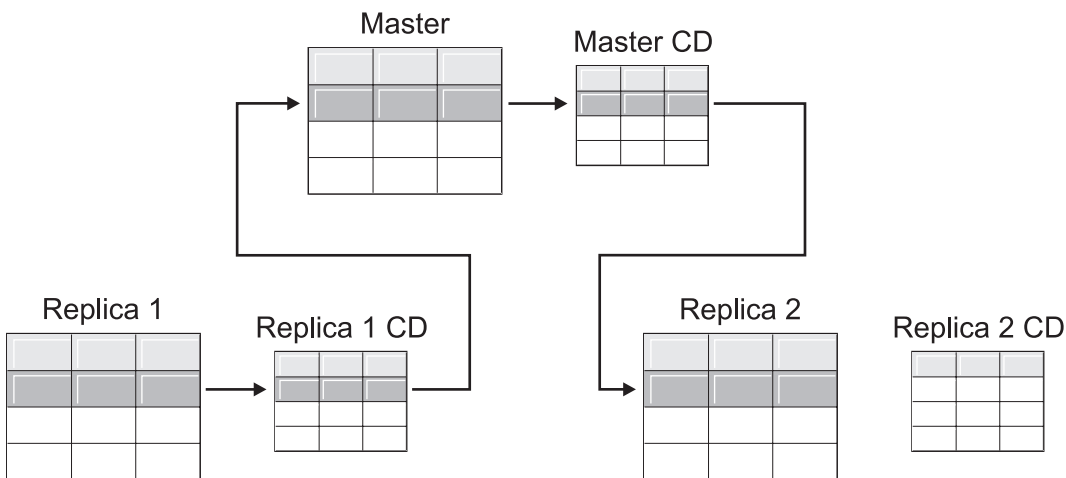 Master
Master CD
Replica 1
Replica 1 CD
Replica 2
Replica 2 CD